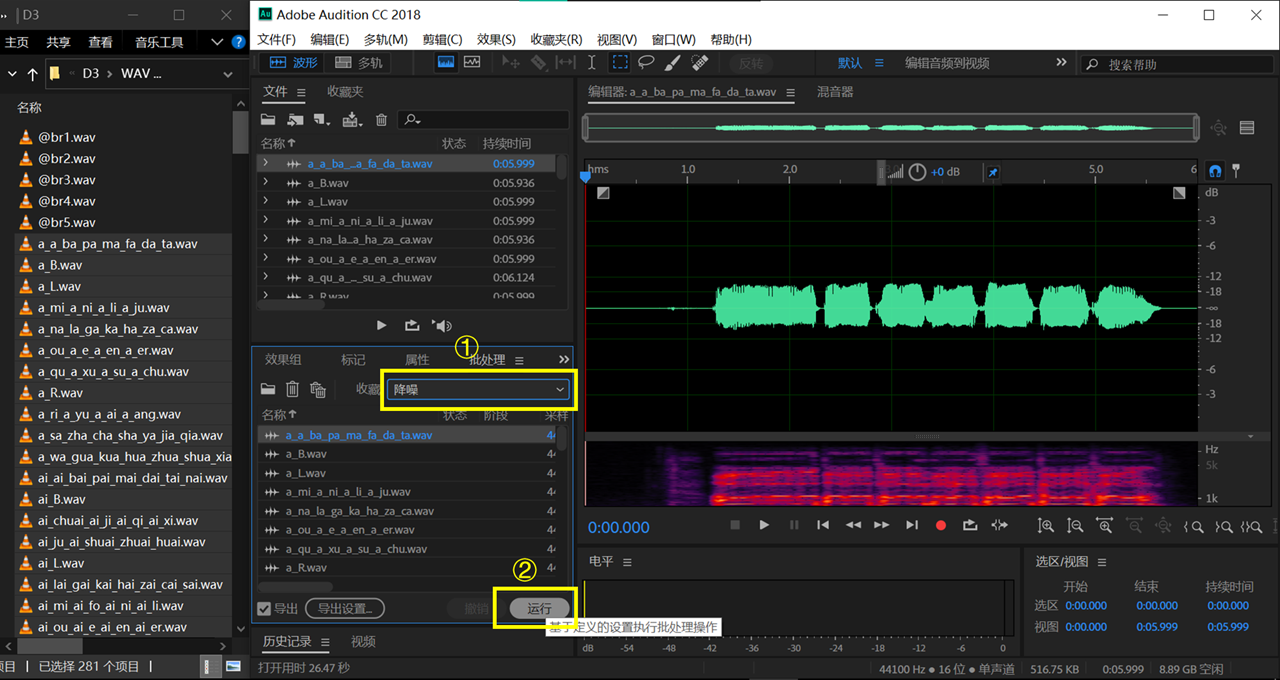 D3
主页 共享 查看 音乐工具
D3 WAV ...
名称
@br1.wav
@br2.wav
@br3.wav
@br4.wav
@br5.wav
a_a_ba_pa_ma_fa_da_ta.wav
a_B.wav
a_L.wav
a_mi_a_ni_a_li_a_ju.wav
a_na_la_ga_ka_ha_za_ca.wav
a_ou_a_e_a_en_a_er.wav
a_qu_a_xu_a_su_a_chu.wav
a_R.wav
a_ri_a_yu_a_ai_a_ang.wav
a_sa_zha_cha_sha_ya_jia_qia.wav
a_wa_gua_kua_hua_zhua_shua_xia
ai_ai_bai_pai_mai_dai_tai_nai.wav
ai_B.wav
ai_chuai_ai_ji_ai_qi_ai_xi.wav
ai_ju_ai_shuai_zhuai_huai.wav
ai_L.wav
ai_lai_gai_kai_hai_zai_cai_sai.wav
ai_mi_ai_fo_ai_ni_ai_li.wav
ai_ou_ai_e_ai_en_ai_er.wav
项目 已选择 281 个项目
Au Adobe Audition CC 2018
文件(F) 编辑(E) 多轨(M) 剪辑(C) 效果(S) 收藏夹(R) 视图(V) 窗口(W) 帮助(H)
波形 多轨 反转 默认 编辑音频到视频 搜索帮助
文件 收藏夹
名称 状态 持续时间
a_a_ba_..._a_fa_da_ta.wav 0:05.999
a_B.wav 0:05.936
a_L.wav 0:05.999
a_mi_a_ni_a_li_a_ju.wav 0:05.999
a_na_la...a_ha_za_ca.wav 0:05.936
a_ou_a_e_a_en_a_er.wav 0:05.999
a_qu_a_..._su_a_chu.wav 0:06.124
a_R.wav 0:05.999
①
效果组 标记 属性 批处理
收藏 降噪
名称 状态 阶段 采样
a_a_ba_pa_ma_fa_da_ta.wav 44
a_B.wav 44
a_L.wav 44
a_mi_a_ni_a_li_a_ju.wav 44
a_na_la_ga_ka_ha_za_ca.wav 44
a_ou_a_e_a_en_a_er.wav 44
a_qu_a_xu_a_su_a_chu.wav 44
a_R.wav 44
②
导出 导出设置... 撤销 运行
基于定义的设置执行批处理操作
历史记录 视频
打开用时 26.47 秒
编辑器: a_a_ba_pa_ma_fa_da_ta.wav 混音器
hms 1.0 2.0 +0 dB 5.0 6
dB
-3
-6
-12
-18
-∞
-18
-12
-6
-3
Hz
5k
1k
0:00.000
电平
dB -54 -48 -42 -36 -30 -24 -18 -12 -6 0
选区/视图
开始 结束 持续时间
选区 0:00.000 0:00.000 0:00.000
视图 0:00.000 0:05.999 0:05.999
44100 Hz ● 16 位 ● 单声道 516.75 KB 0:05.999 8.89 GB 空闲